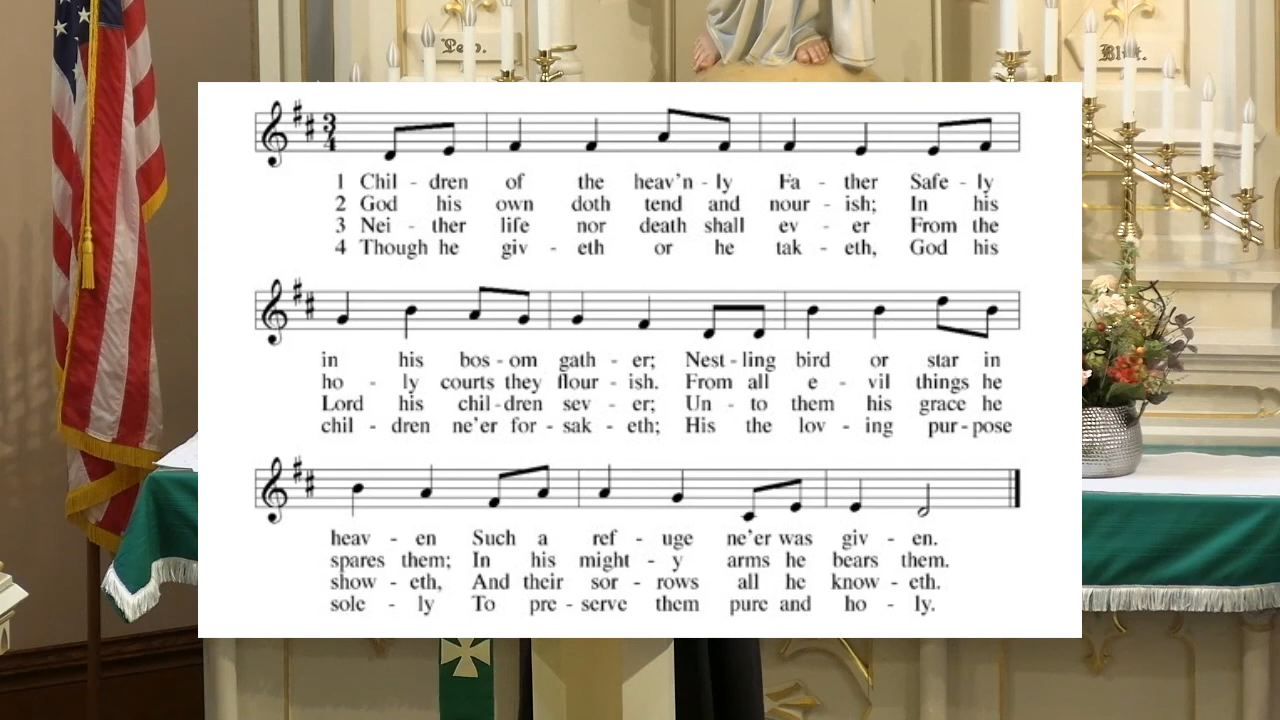 Pew.
3
4
1 Chil - dren of the heav'n - ly Fa - ther Safe - ly
2 God his own doth tend and nour - ish; In his
3 Nei - ther life nor death shall ev - er From the
4 Though he giv - eth or he tak - eth, God his
in his bos - om gath - er; Nest - ling bird or star in
ho - ly courts they flour - ish. From all e - vil things he
Lord his chil - dren sev - er; Un - to them his grace he
chil - dren ne'er for - sak - eth; His the lov - ing pur - pose
heav - en Such a ref - uge ne'er was giv - en.
spares them; In his might - y arms he bears them.
show - eth, And their sor - rows all he know - eth.
sole - ly To pre - serve them pure and ho - ly.